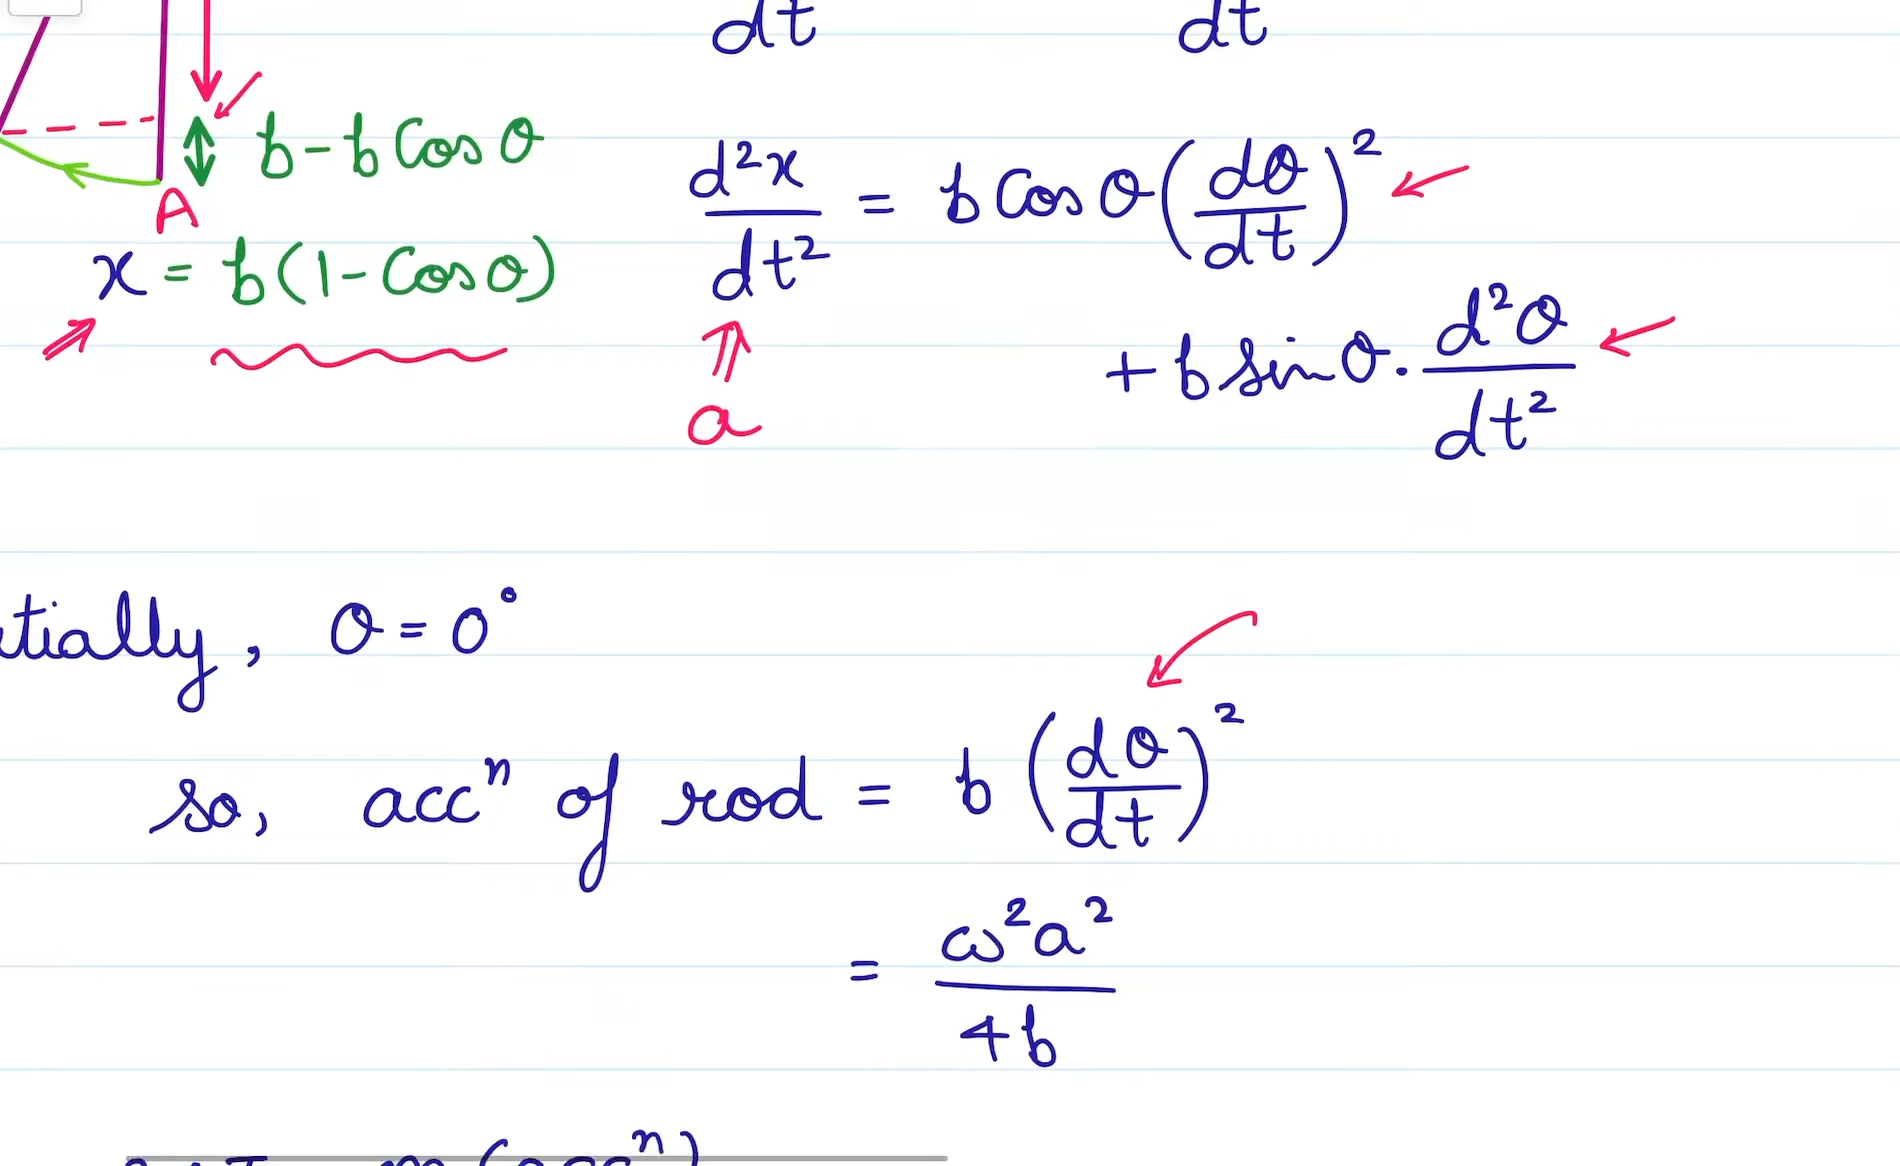 dt dt
b - b Cos θ
A
x = b(1 - Cos θ)
d²x/dt² = b Cos θ (dθ/dt)²
+ b sin θ . d²θ/dt²
a
tially, θ = 0°
so, accⁿ of rod = b (dθ/dt)²
= ω²a²/4b
(accⁿ)